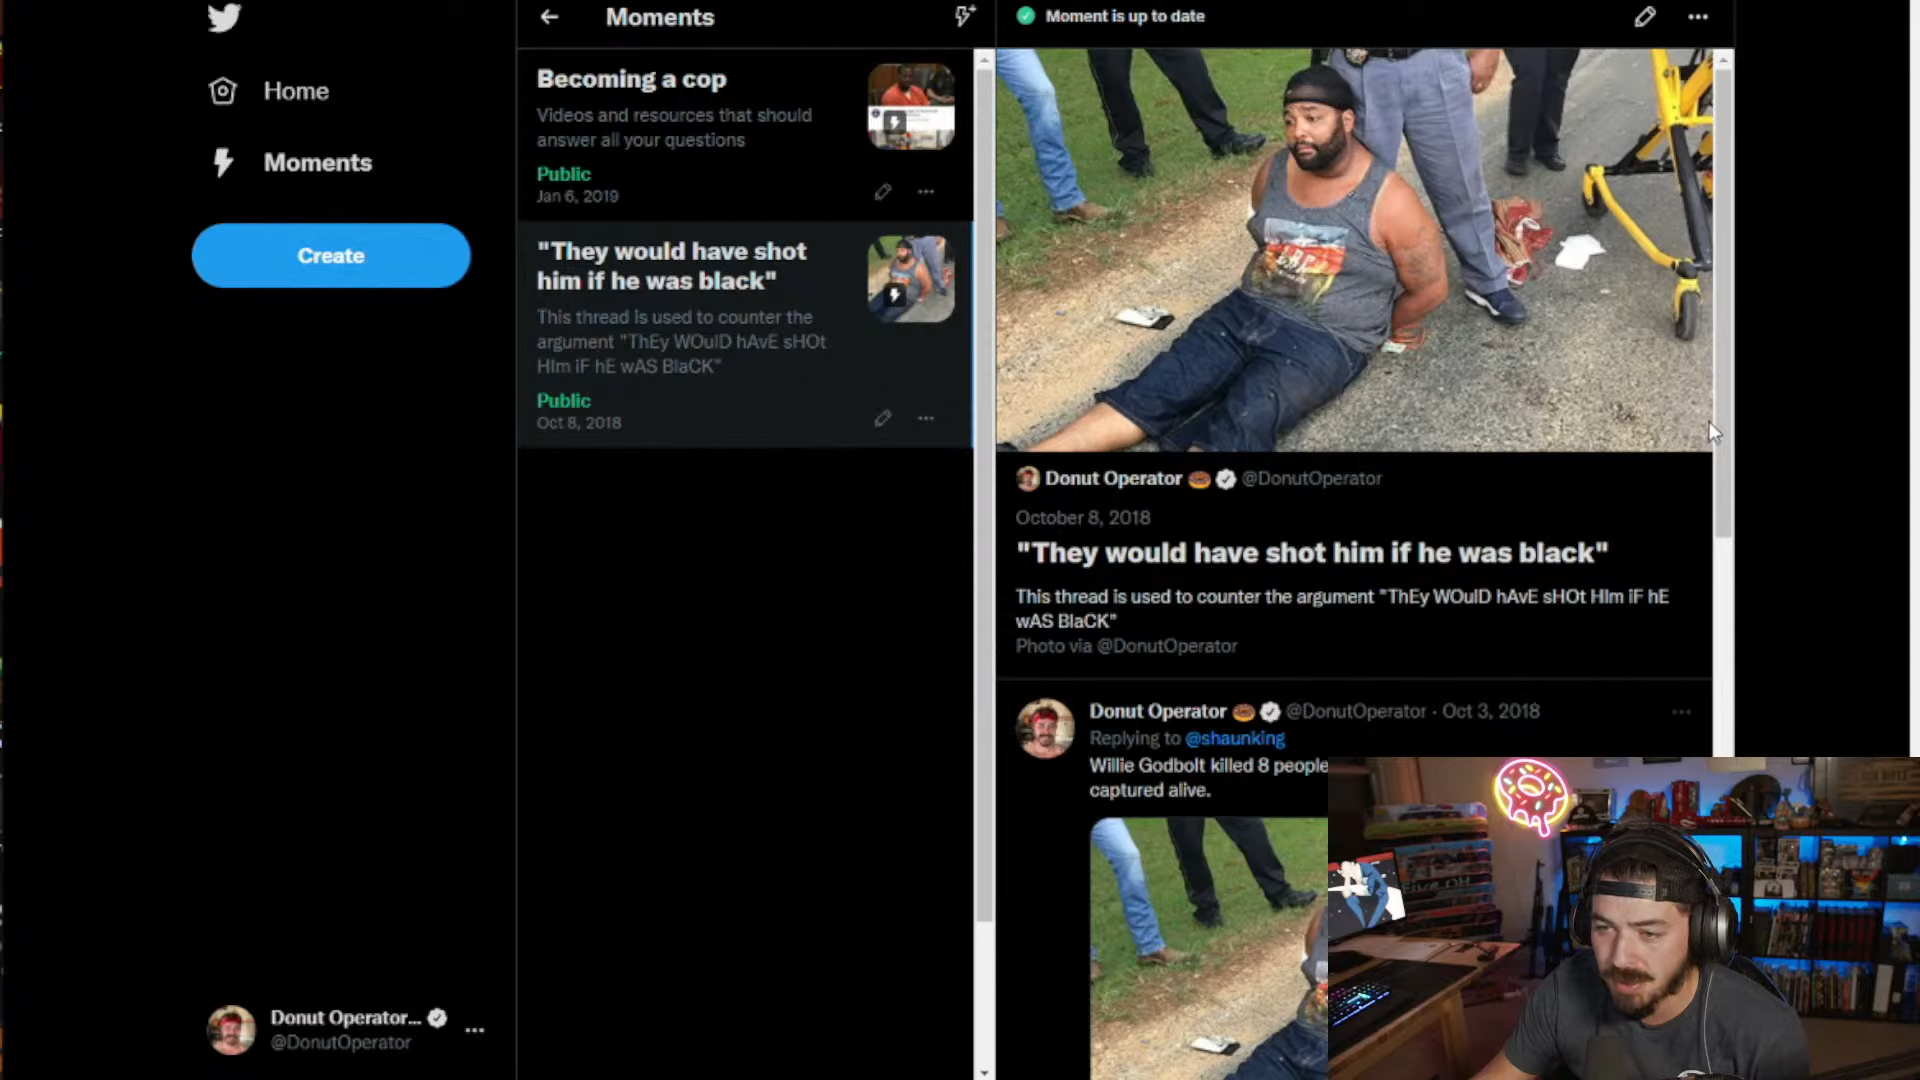 Home
Moments
Create
Donut Operator...
@DonutOperator
Moments
Becoming a cop
Videos and resources that should
answer all your questions
Public
Jan 6, 2019
"They would have shot
him if he was black"
This thread is used to counter the
argument "ThEy WOulD hAvE sHOt
HIm iF hE wAS BlaCK"
Public
Oct 8, 2018
Moment is up to date
Donut Operator @DonutOperator
October 8, 2018
"They would have shot him if he was black"
This thread is used to counter the argument "ThEy WOulD hAvE sHOt HIm iF hE
wAS BlaCK"
Photo via @DonutOperator
Donut Operator @DonutOperator · Oct 3, 2018
Replying to @shaunking
Willie Godbolt killed 8 people
captured alive.